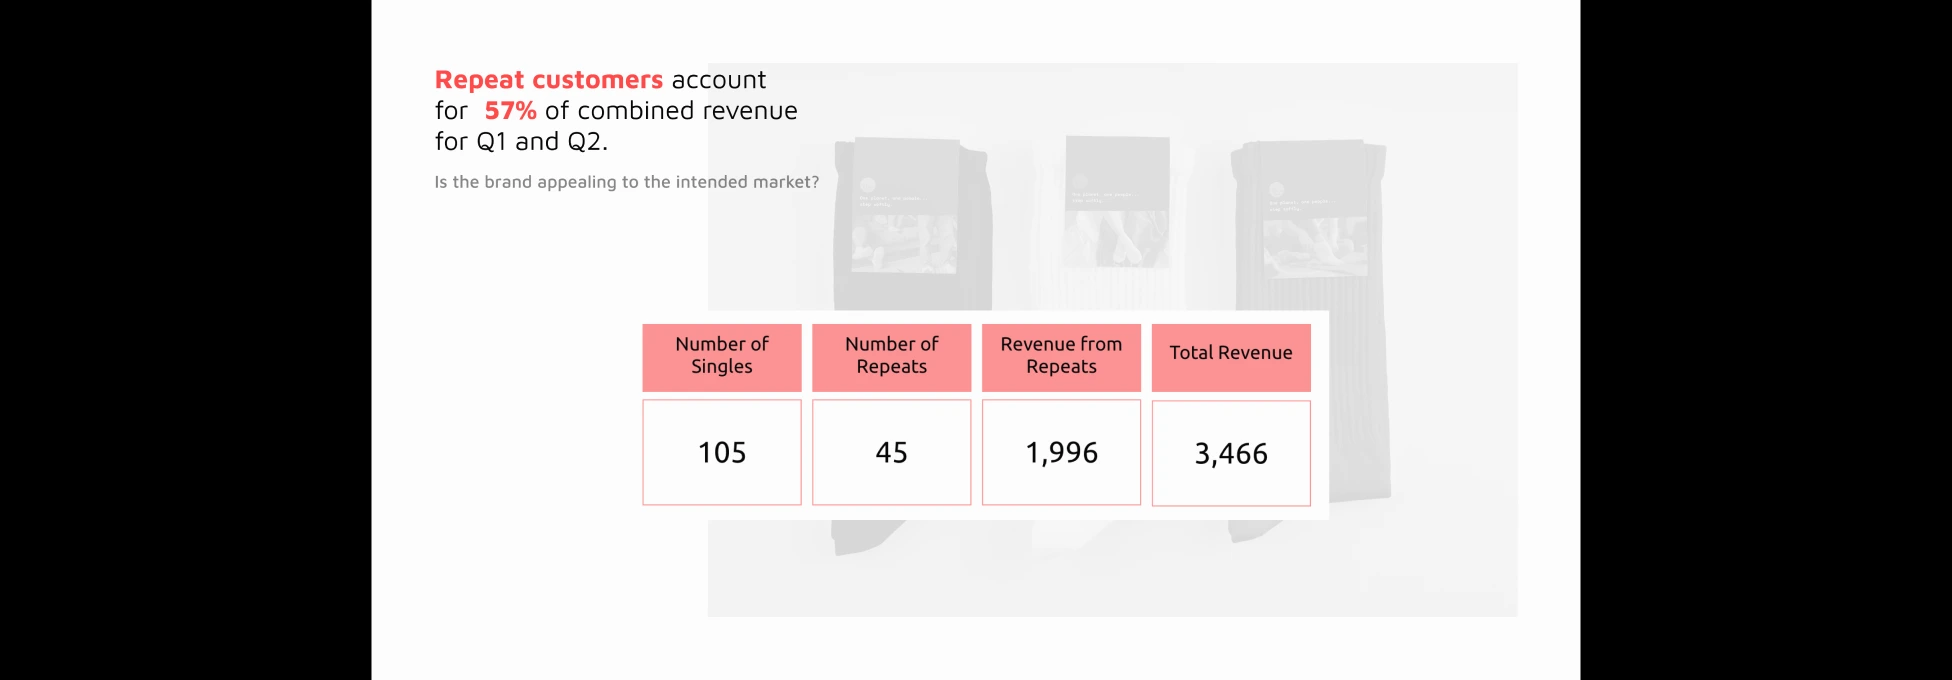 Repeat customers account
for 57% of combined revenue
for Q1 and Q2.
Is the brand appealing to the intended market?
Number of
Singles
Number of
Repeats
Revenue from
Repeats
Total Revenue
105
45
1,996
3,466